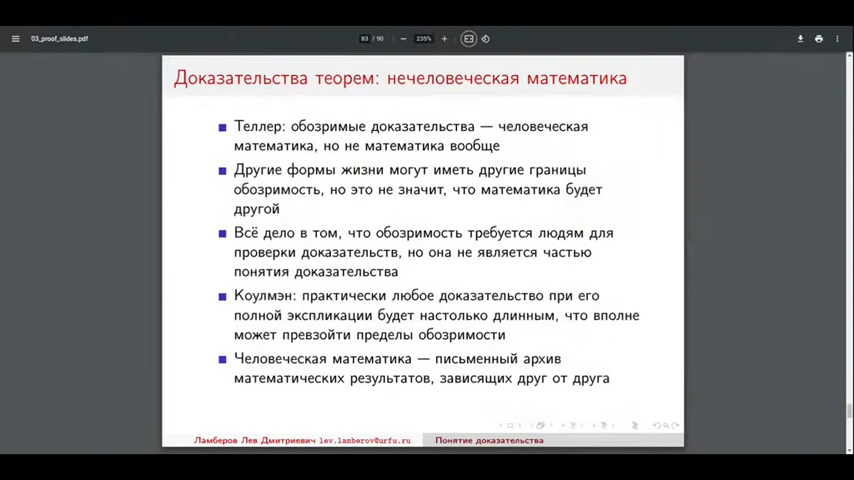 03_proof_slides.pdf
83 / 90
235%
Доказательства теорем: нечеловеческая математика
Теллер: обозримые доказательства — человеческая
математика, но не математика вообще
Другие формы жизни могут иметь другие границы
обозримость, но это не значит, что математика будет
другой
Всё дело в том, что обозримость требуется людям для
проверки доказательств, но она не является частью
понятия доказательства
Коулмэн: практически любое доказательство при его
полной экспликации будет настолько длинным, что вполне
может превзойти пределы обозримости
Человеческая математика — письменный архив
математических результатов, зависящих друг от друга
Ламберов Лев Дмитриевич lev.lamberov@urfu.ru
Понятие доказательства